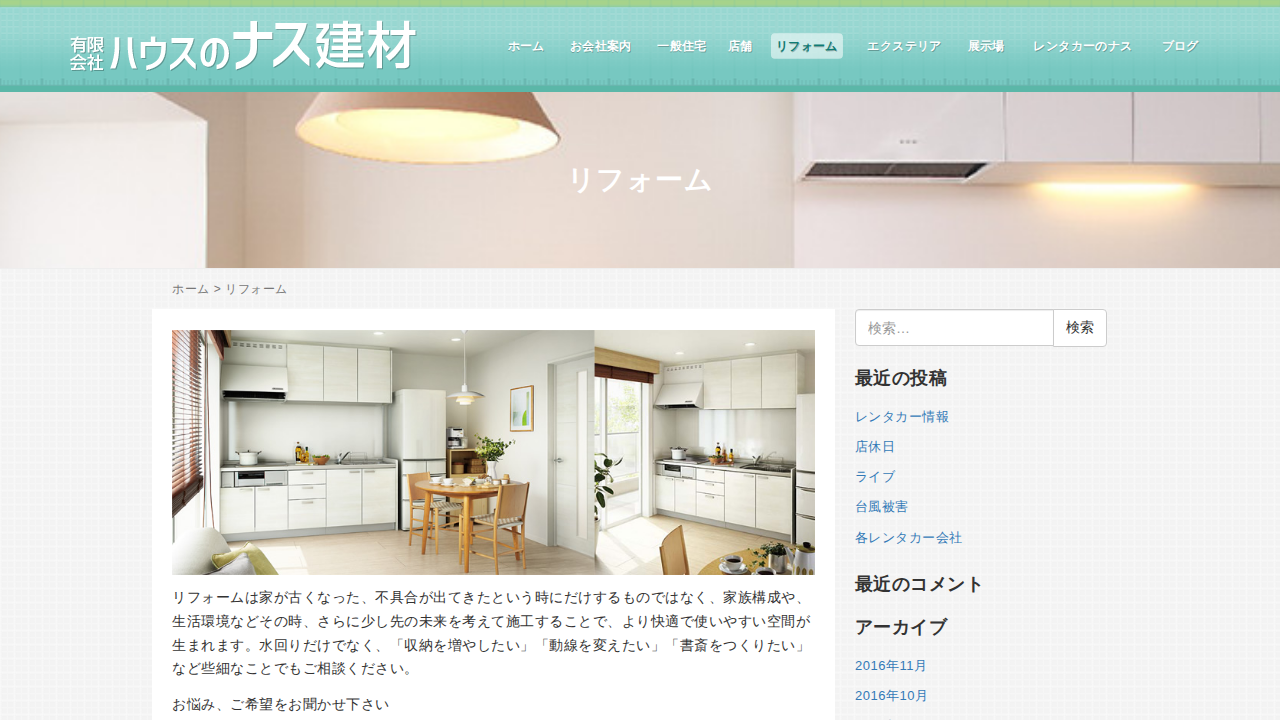 有限会社 ハウスのナス建材
ホーム お会社案内 一般住宅 店舗 リフォーム エクステリア 展示場 レンタカーのナス ブログ
リフォーム
ホーム > リフォーム
検索… 検索
最近の投稿
レンタカー情報
店休日
ライブ
台風被害
各レンタカー会社
最近のコメント
アーカイブ
2016年11月
2016年10月
リフォームは家が古くなった、不具合が出てきたという時にだけするものではなく、家族構成や、
生活環境などその時、さらに少し先の未来を考えて施工することで、より快適で使いやすい空間が
生まれます。水回りだけでなく、「収納を増やしたい」「動線を変えたい」「書斎をつくりたい」
など些細なことでもご相談ください。
お悩み、ご希望をお聞かせ下さい